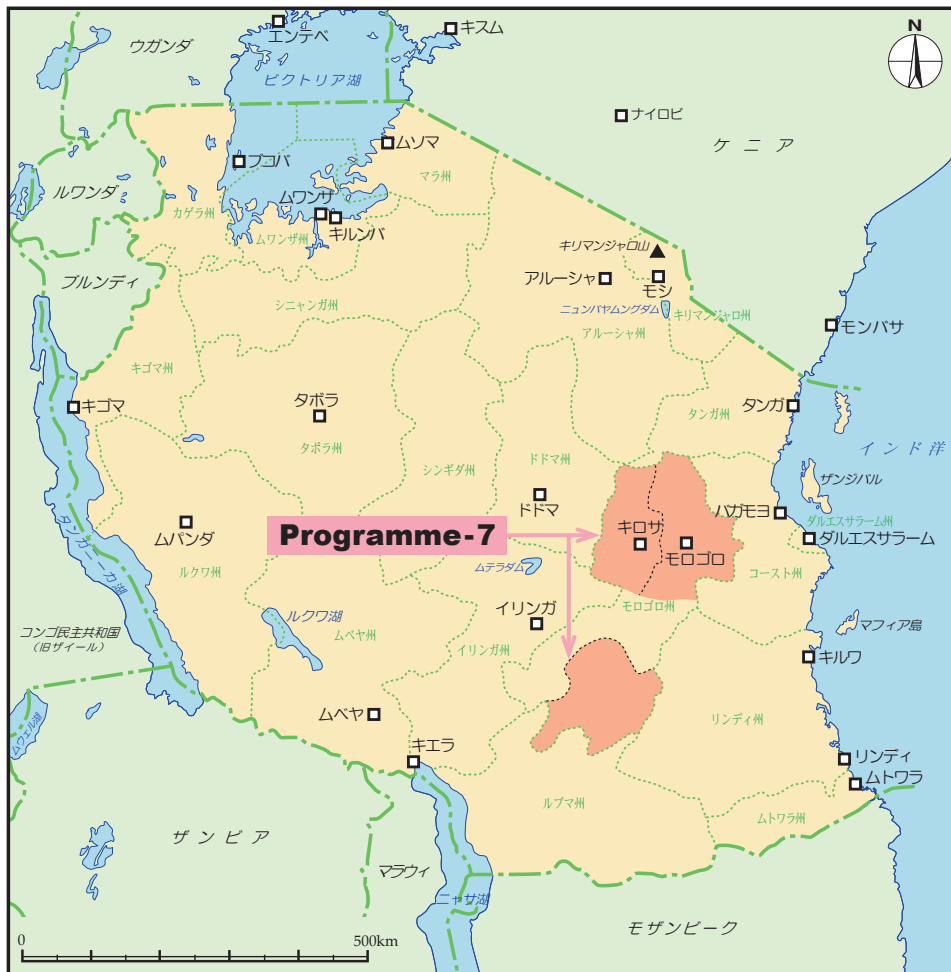 ウガンダ
エンテベ
キスム
N
ビクトリア湖
ナイロビ
ケニア
ムソマ
ブコバ
マラ州
ルワンダ
カゲラ州
ムワンザ
キルンバ
ムワンザ州
キリマンジャロ山
アルーシャ
モシ
ブルンディ
シニャンガ州
ニュンバヤムングダム
キリマンジャロ州
アルーシャ州
モンバサ
キゴマ州
キゴマ
タボラ
タンガ
タンガ州
タボラ州
シンギダ州
ドドマ州
インド洋
ザンジバル
ドドマ
バガモヨ
ダルエスサラーム州
ムパンダ
Programme-7
キロサ
モロゴロ
ダルエスサラーム
タンガニーカ湖
ルクワ州
ムテラダム
コースト州
ルクワ湖
イリンガ
モロゴロ州
マフィア島
コンゴ民主共和国
(旧ザイール)
ムベヤ州
イリンガ州
キルワ
ムベヤ
リンディ州
ムウェル湖
キエラ
リンディ
ムトワラ
ルブマ州
ムトワラ州
ザンビア
マラウィ
ニャサ湖
モザンビーク
0
500km